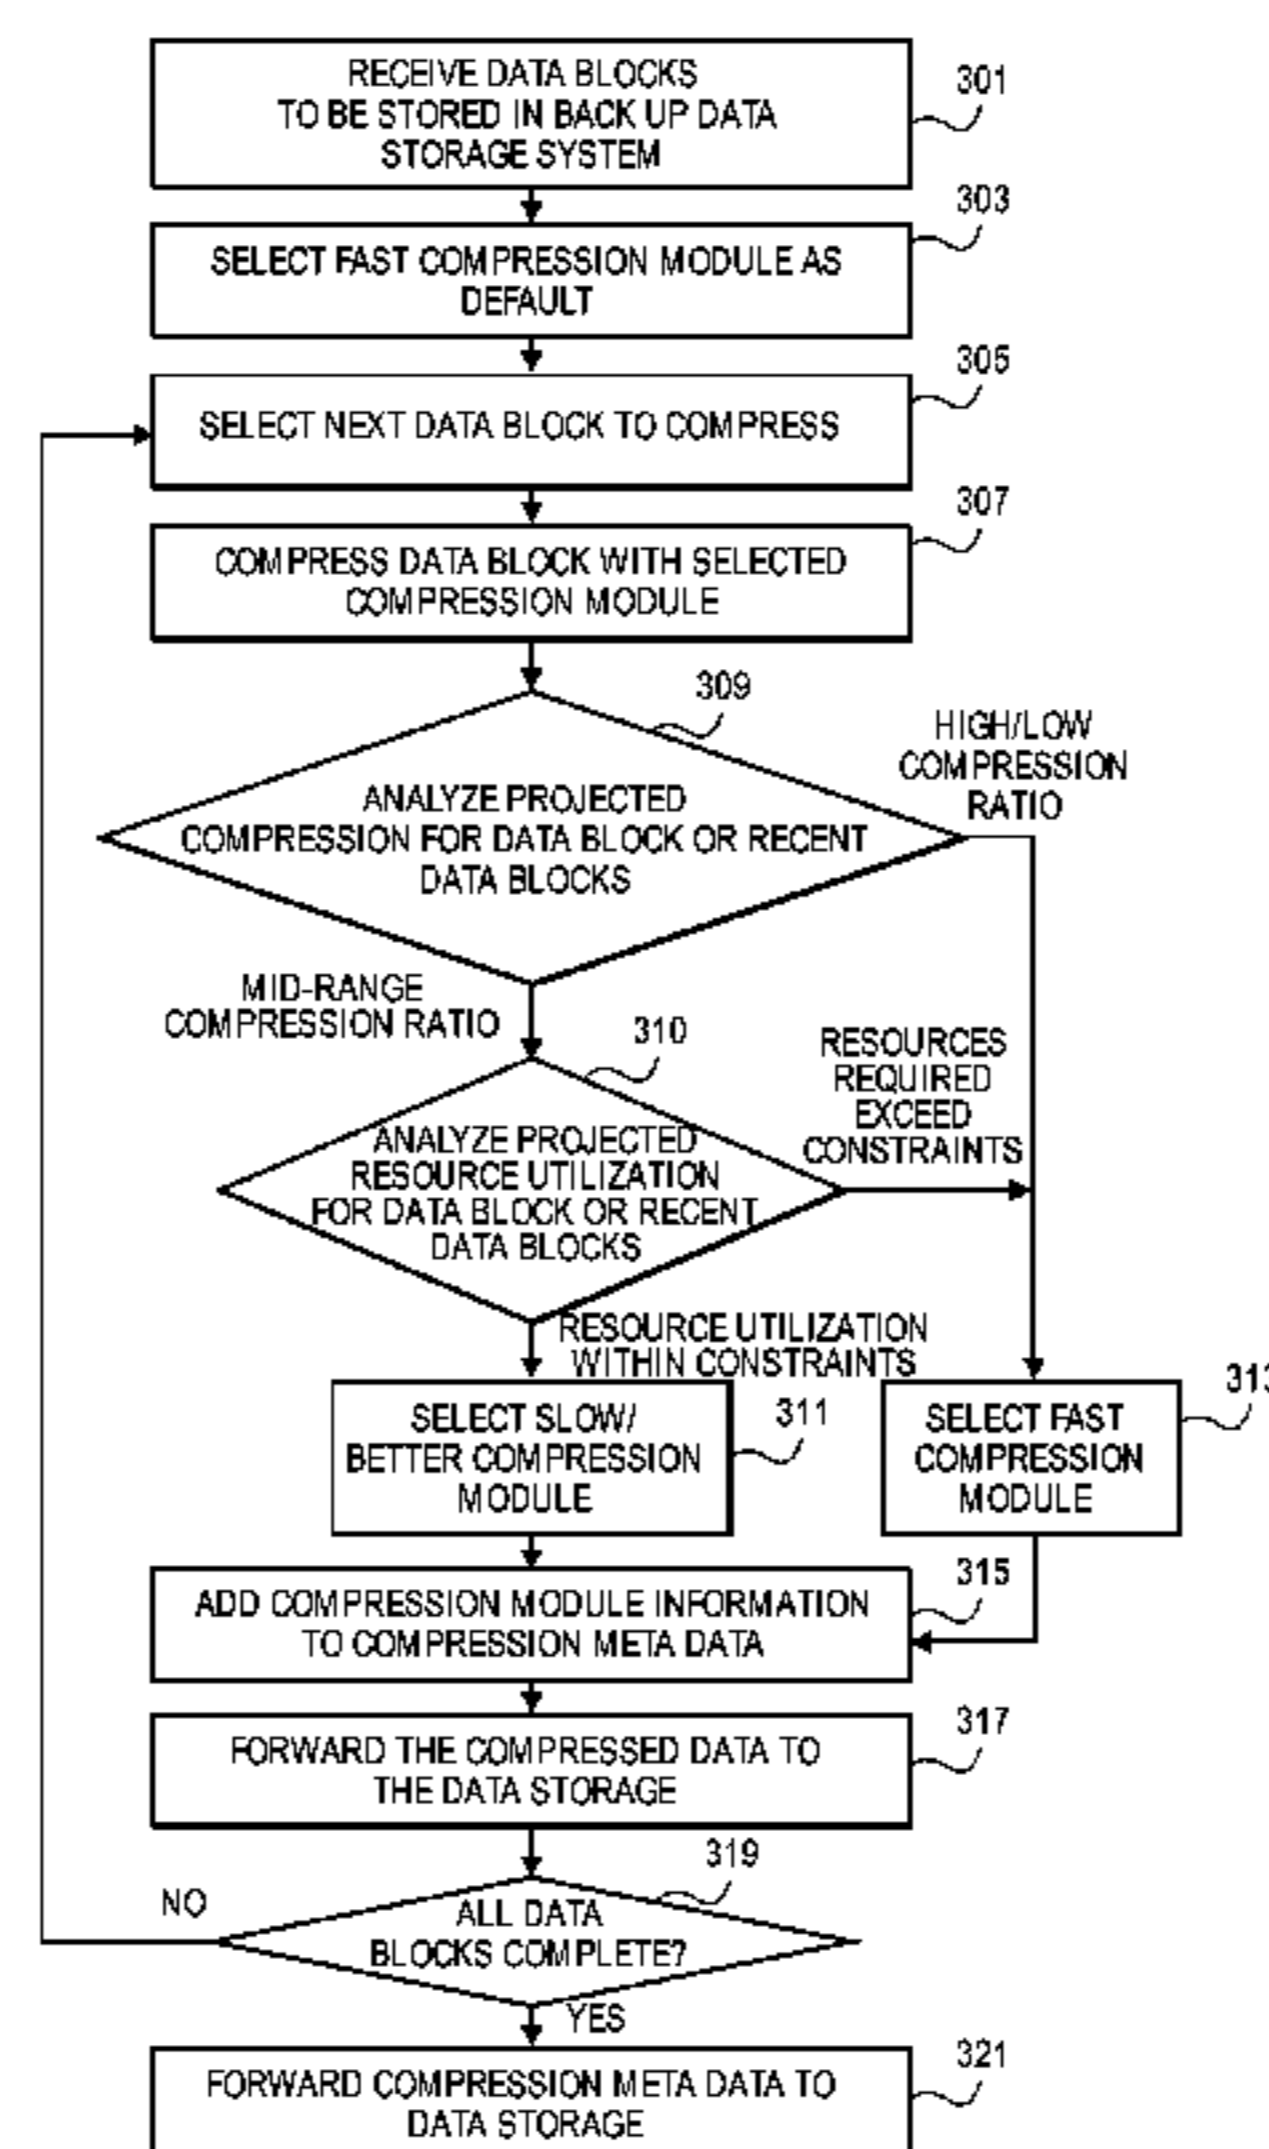 RECEIVE DATA BLOCKS
TO BE STORED IN BACK UP DATA
STORAGE SYSTEM
301
SELECT FAST COMPRESSION MODULE AS
DEFAULT
303
SELECT NEXT DATA BLOCK TO COMPRESS
305
COMPRESS DATA BLOCK WITH SELECTED
COMPRESSION MODULE
307
309
ANALYZE PROJECTED
COMPRESSION FOR DATA BLOCK OR RECENT
DATA BLOCKS
HIGH/LOW
COMPRESSION
RATIO
MID-RANGE
COMPRESSION RATIO
310
ANALYZE PROJECTED
RESOURCE UTILIZATION
FOR DATA BLOCK OR RECENT
DATA BLOCKS
RESOURCES
REQUIRED
EXCEED
CONSTRAINTS
RESOURCE UTILIZATION
WITHIN CONSTRAINTS
SELECT SLOW/
BETTER COMPRESSION
MODULE
311
SELECT FAST
COMPRESSION
MODULE
313
ADD COMPRESSION MODULE INFORMATION
TO COMPRESSION META DATA
315
FORWARD THE COMPRESSED DATA TO
THE DATA STORAGE
317
319
ALL DATA
BLOCKS COMPLETE?
NO
YES
FORWARD COMPRESSION META DATA TO
DATA STORAGE
321